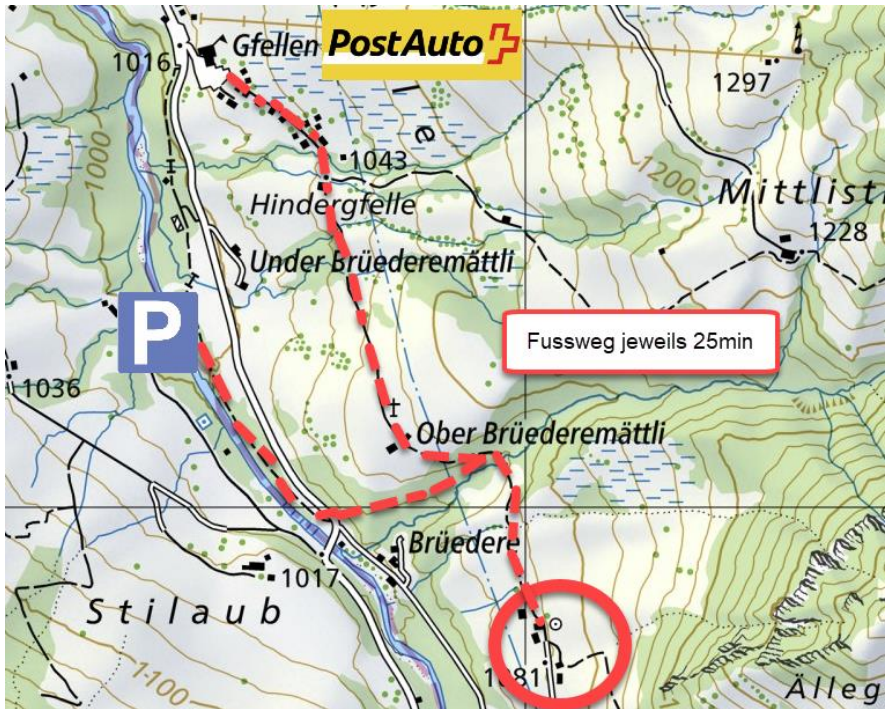 Gfellen
PostAuto
1016
1297
l e
1043
1000
1200
Mittlist
Hindergfelle
1228
Under Brüederemättli
P
Fussweg jeweils 25min
1036
Ober Brüederemättli
Brüedere
1017
Stilaub
1081
1100
Älleg